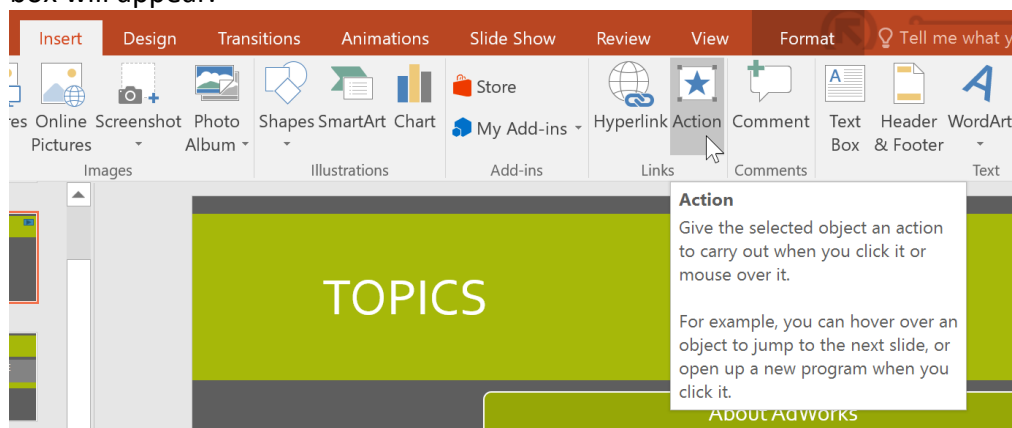 box will appear.
Insert Design Transitions Animations Slide Show Review View Format Tell me what y
Store
My Add-ins
res Online Screenshot Photo Shapes SmartArt Chart Hyperlink Action Comment Text Header WordArt
Pictures Album Box & Footer
Images Illustrations Add-ins Links Comments Text
Action
Give the selected object an action
to carry out when you click it or
mouse over it.
For example, you can hover over an
object to jump to the next slide, or
open up a new program when you
click it.
TOPICS
About AdWorks